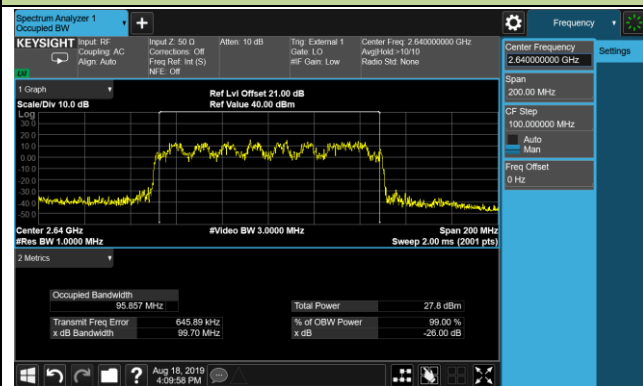 Spectrum Analyzer 1
Occupied BW
Frequency
KEYSIGHT
Input: RF
Coupling: AC
Align: Auto
Input Z: 50 Ω
Corrections: Off
Freq Ref: Int (S)
NFE: Off
Atten: 10 dB
Trig: External 1
Gate: LO
#IF Gain: Low
Center Freq: 2.640000000 GHz
Avg|Hold:>10/10
Radio Std: None
Center Frequency
2.640000000 GHz
Settings
Span
200.00 MHz
CF Step
100.000000 MHz
Auto
Man
Freq Offset
0 Hz
1 Graph
Scale/Div 10.0 dB
Ref Lvl Offset 21.00 dB
Ref Value 40.00 dBm
Log
30.0
20.0
10.0
0.00
-10.0
-20.0
-30.0
-40.0
-50.0
Center 2.64 GHz
#Res BW 1.0000 MHz
#Video BW 3.0000 MHz
Span 200 MHz
Sweep 2.00 ms (2001 pts)
2 Metrics
Occupied Bandwidth
95.857 MHz
Total Power 27.8 dBm
Transmit Freq Error 645.89 kHz
% of OBW Power 99.00 %
x dB Bandwidth 99.70 MHz
x dB -26.00 dB
?
Aug 18, 2019
4:09:58 PM